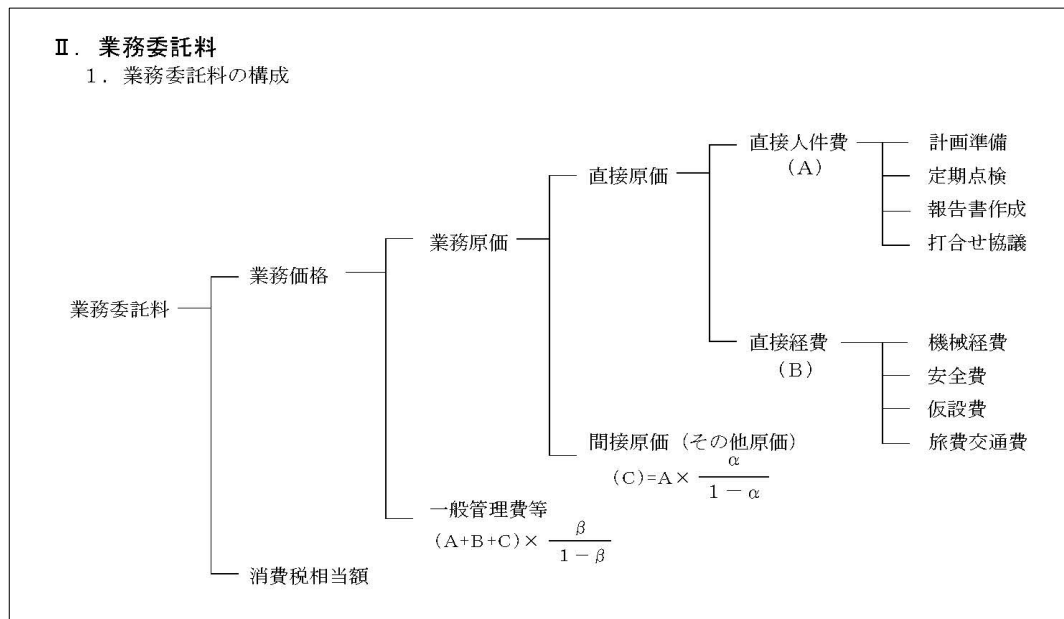 Ⅱ．業務委託料
１．業務委託料の構成
業務委託料
業務価格
消費税相当額
業務原価
一般管理費等
(A+B+C)× β / 1－β
直接原価
間接原価（その他原価）
(C)=A× α / 1－α
直接人件費
(A)
直接経費
(B)
計画準備
定期点検
報告書作成
打合せ協議
機械経費
安全費
仮設費
旅費交通費